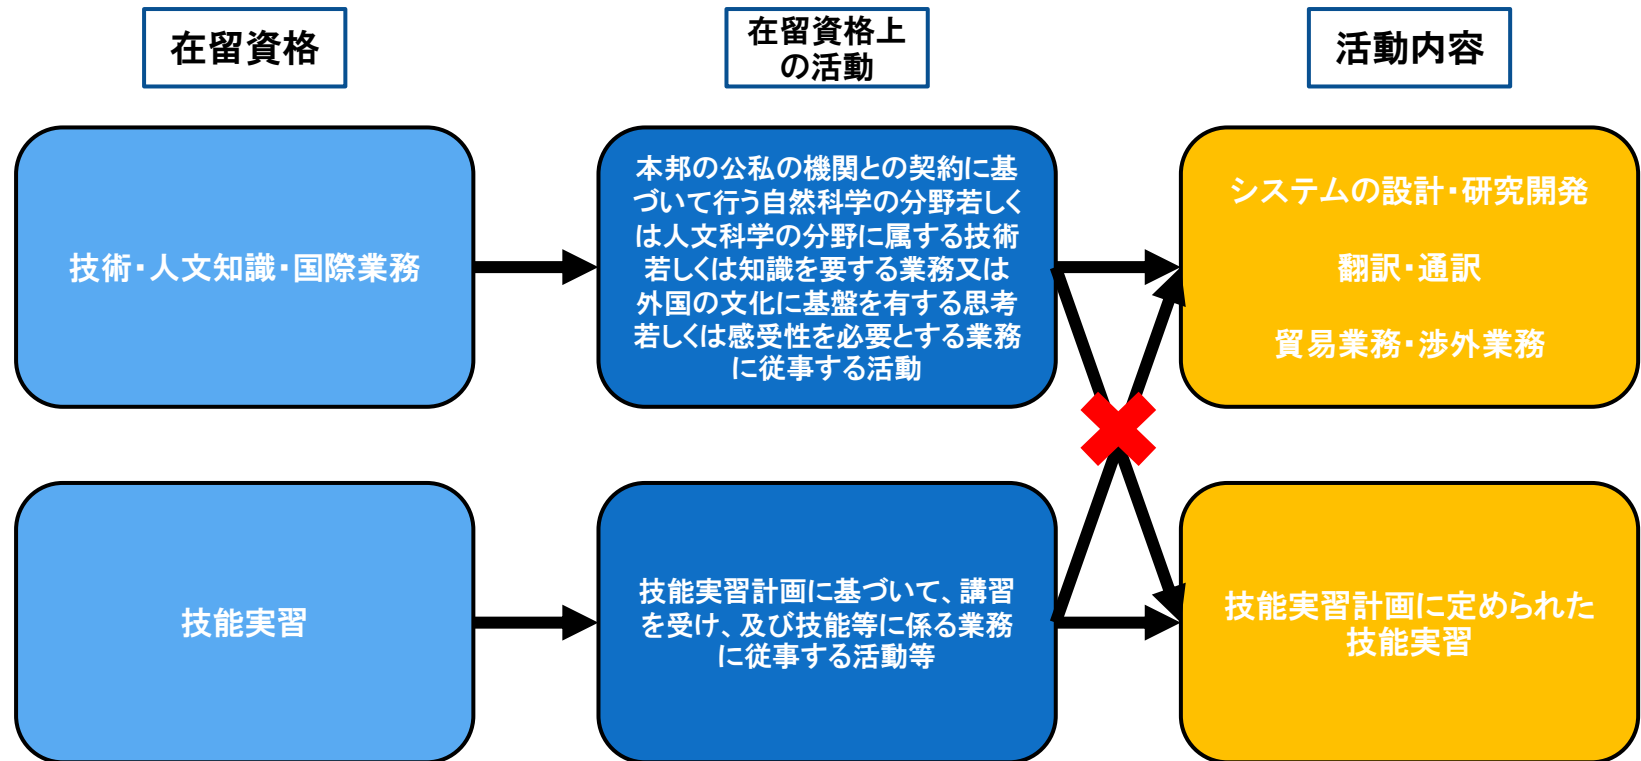 在留資格
在留資格上
の活動
活動内容
技術・人文知識・国際業務
本邦の公私の機関との契約に基
づいて行う自然科学の分野若しく
は人文科学の分野に属する技術
若しくは知識を要する業務又は
外国の文化に基盤を有する思考
若しくは感受性を必要とする業務
に従事する活動
システムの設計・研究開発
翻訳・通訳
貿易業務・渉外業務
技能実習
技能実習計画に基づいて、講習
を受け、及び技能等に係る業務
に従事する活動等
技能実習計画に定められた
技能実習